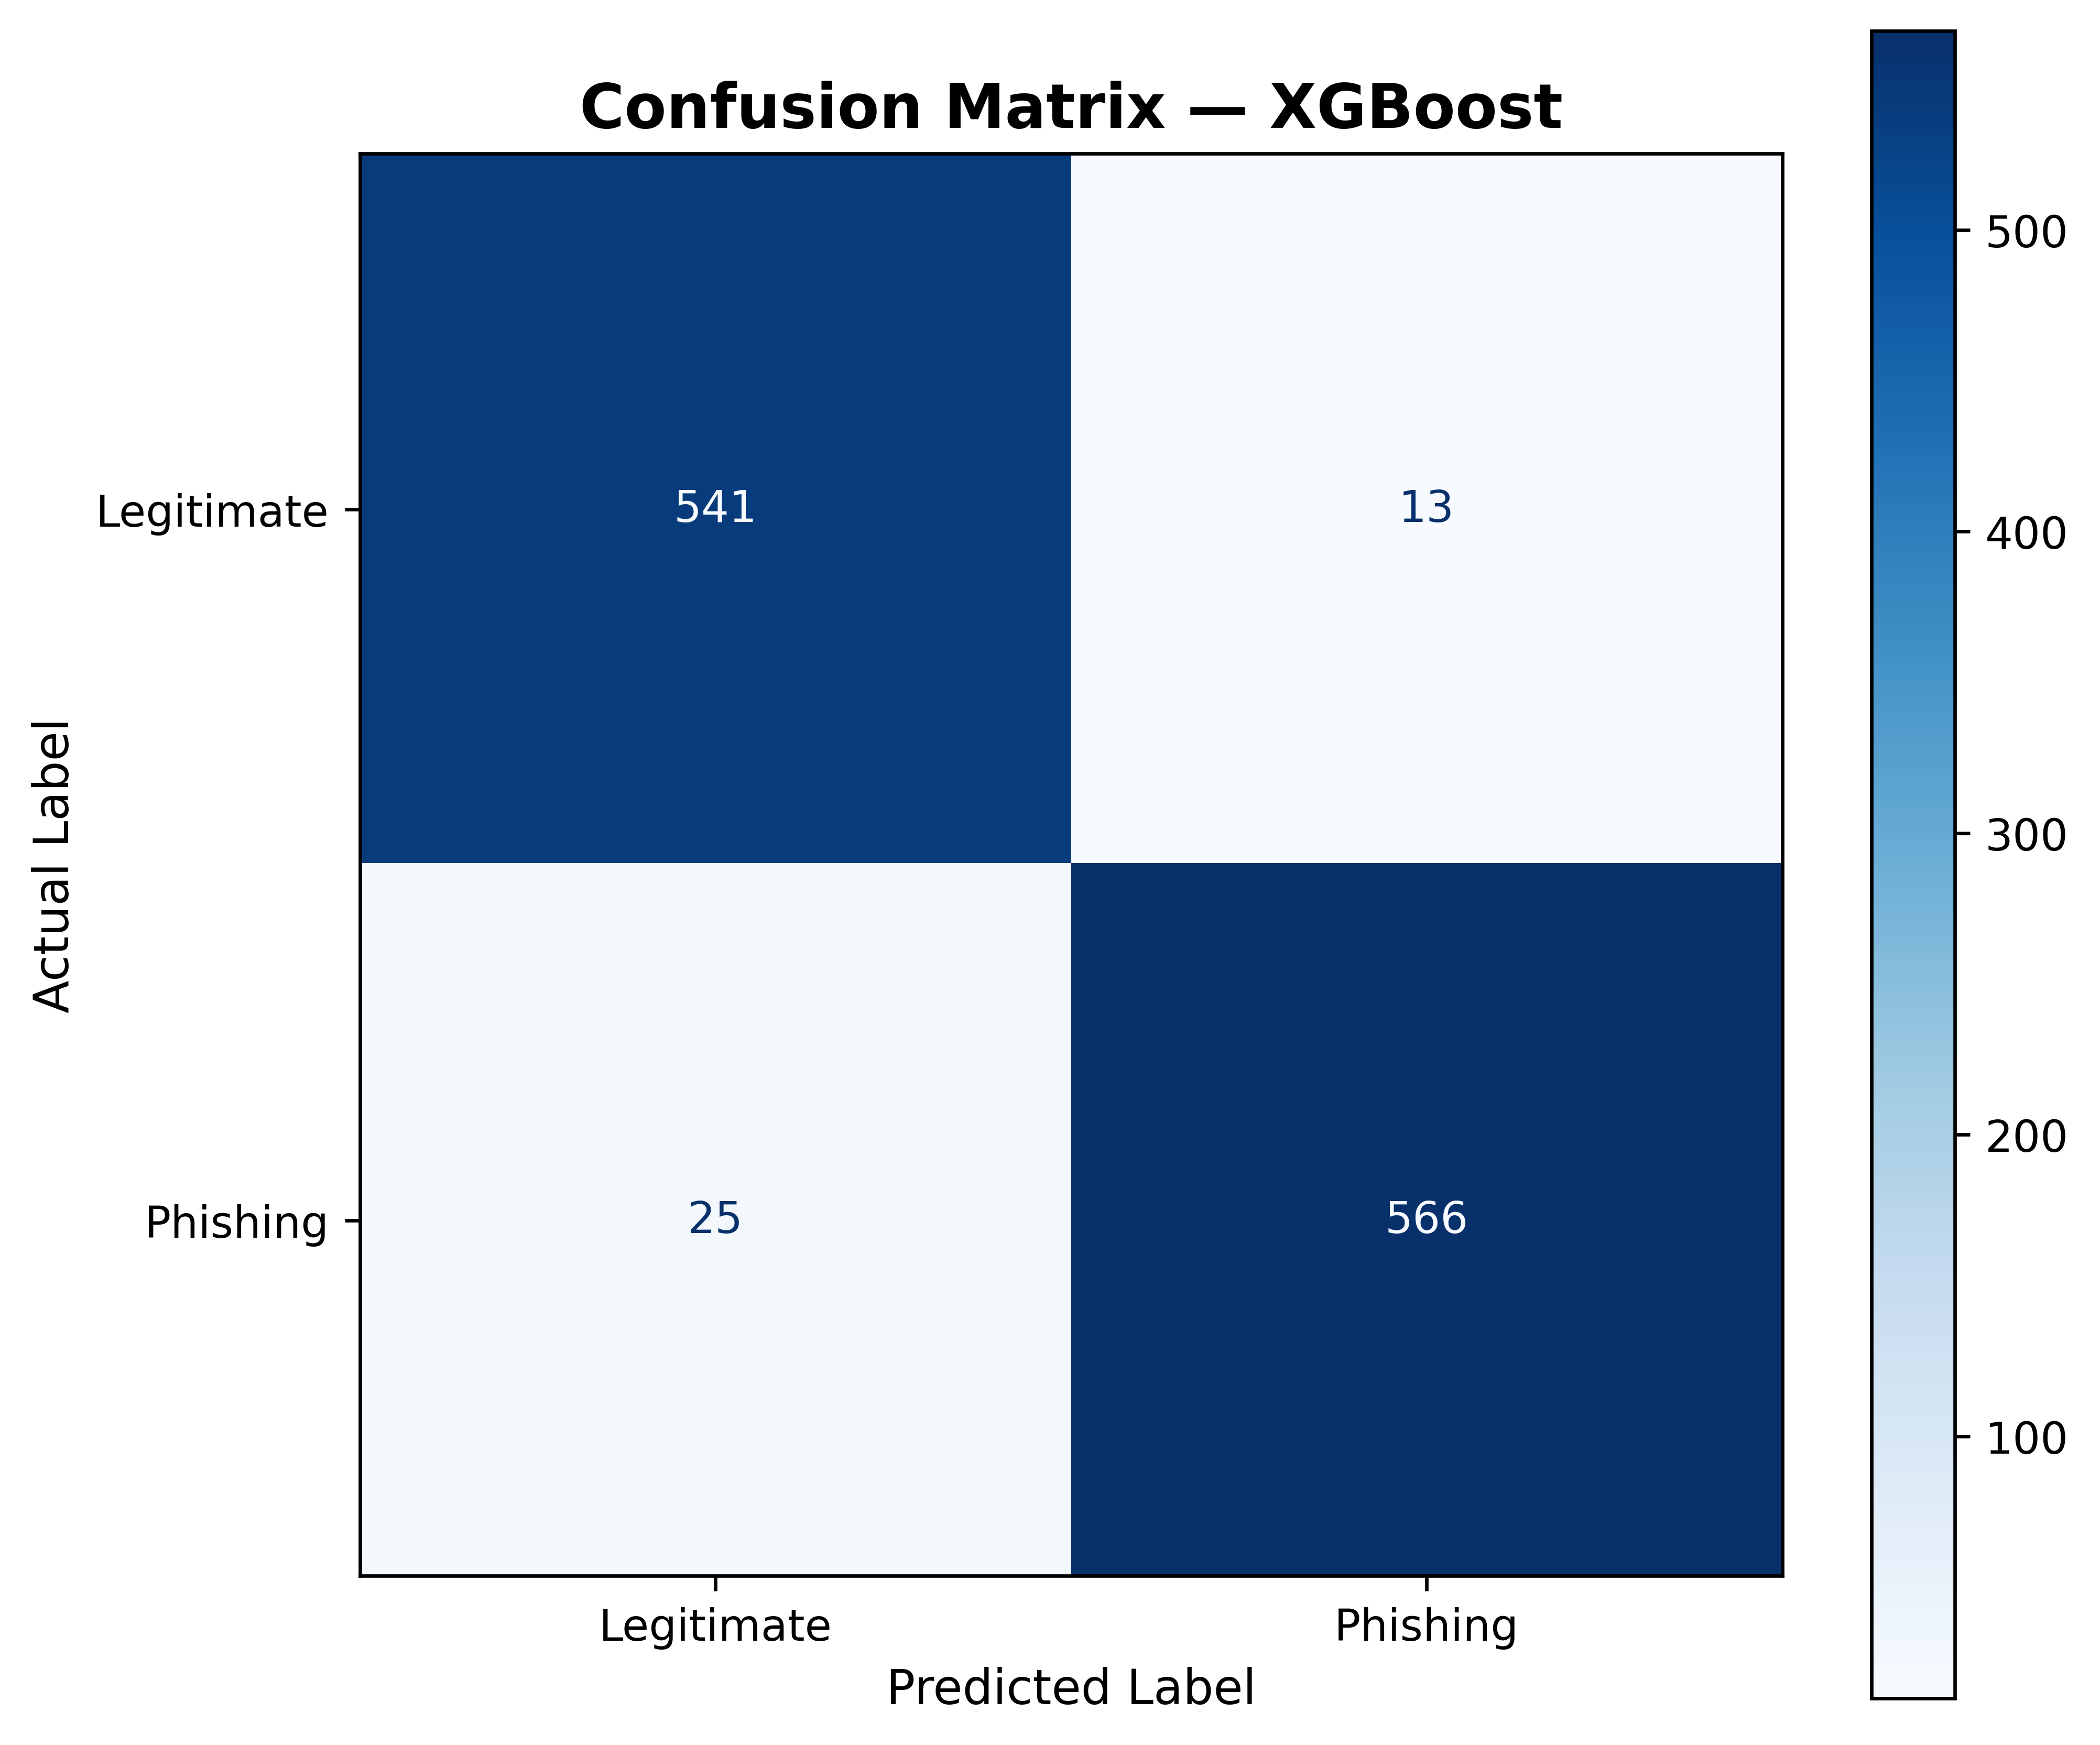 Confusion Matrix — XGBoost
Actual Label
Legitimate
541
13
Phishing
25
566
Legitimate
Phishing
Predicted Label
500
400
300
200
100